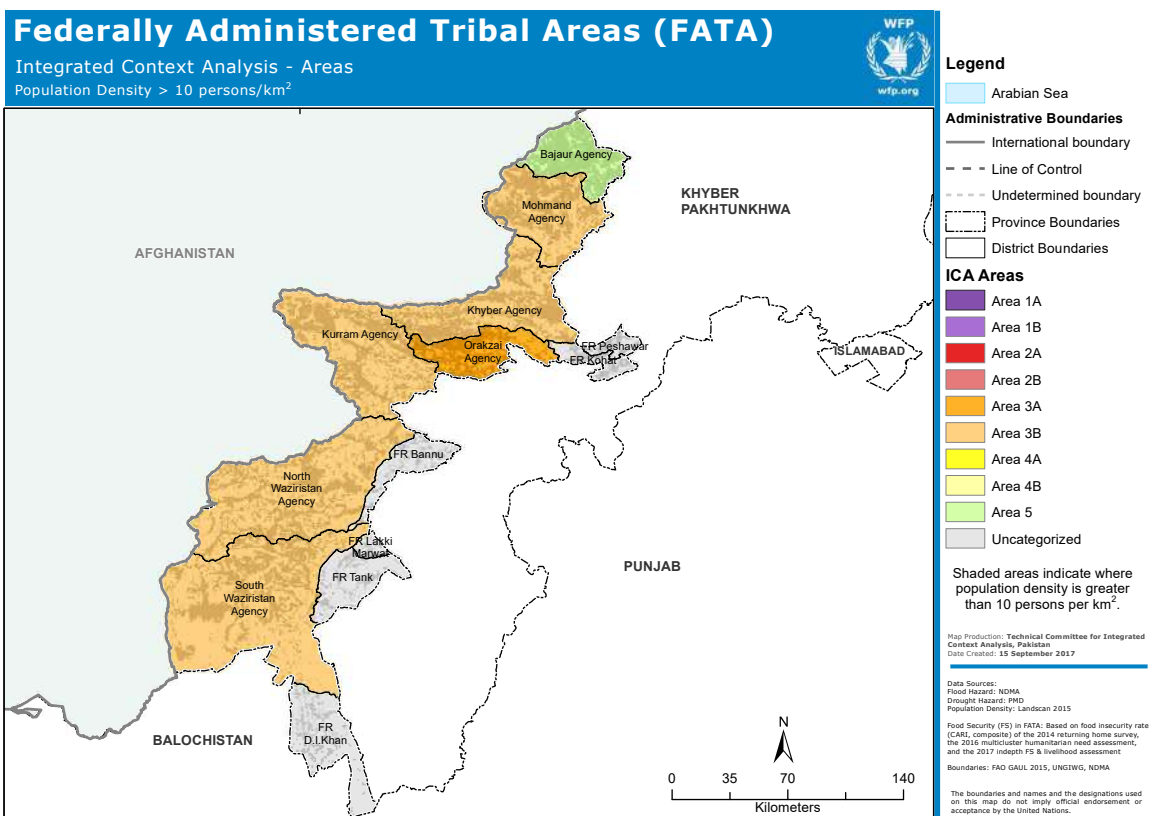 Federally Administered Tribal Areas (FATA)
Integrated Context Analysis - Areas
Population Density > 10 persons/km²
WFP
wfp.org
Bajaur Agency
Mohmand
Agency
KHYBER
PAKHTUNKHWA
AFGHANISTAN
Khyber Agency
Kurram Agency
Orakzai
Agency
FR Peshawar
FR Kohat
ISLAMABAD
FR Bannu
North
Waziristan
Agency
FR Lakki
Marwat
FR Tank
South
Waziristan
Agency
PUNJAB
FR
D.I.Khan
BALOCHISTAN
N
0 35 70 140
Kilometers
Legend
Arabian Sea
Administrative Boundaries
International boundary
Line of Control
Undetermined boundary
Province Boundaries
District Boundaries
ICA Areas
Area 1A
Area 1B
Area 2A
Area 2B
Area 3A
Area 3B
Area 4A
Area 4B
Area 5
Uncategorized
Shaded areas indicate where
population density is greater
than 10 persons per km².
Map Production: Technical Committee for Integrated
Context Analysis, Pakistan
Date Created: 15 September 2017
Data Sources:
Flood Hazard: NDMA
Drought Hazard: PMD
Population Density: Landscan 2015
Food Security (FS) in FATA: Based on food insecurity rate
(CARI, composite) of the 2014 returning home survey,
the 2016 multicluster humanitarian need assessment,
and the 2017 indepth FS & livelihood assessment
Boundaries: FAO GAUL 2015, UNGIWG, NDMA
The boundaries and names and the designations used
on this map do not imply official endorsement or
acceptance by the United Nations.